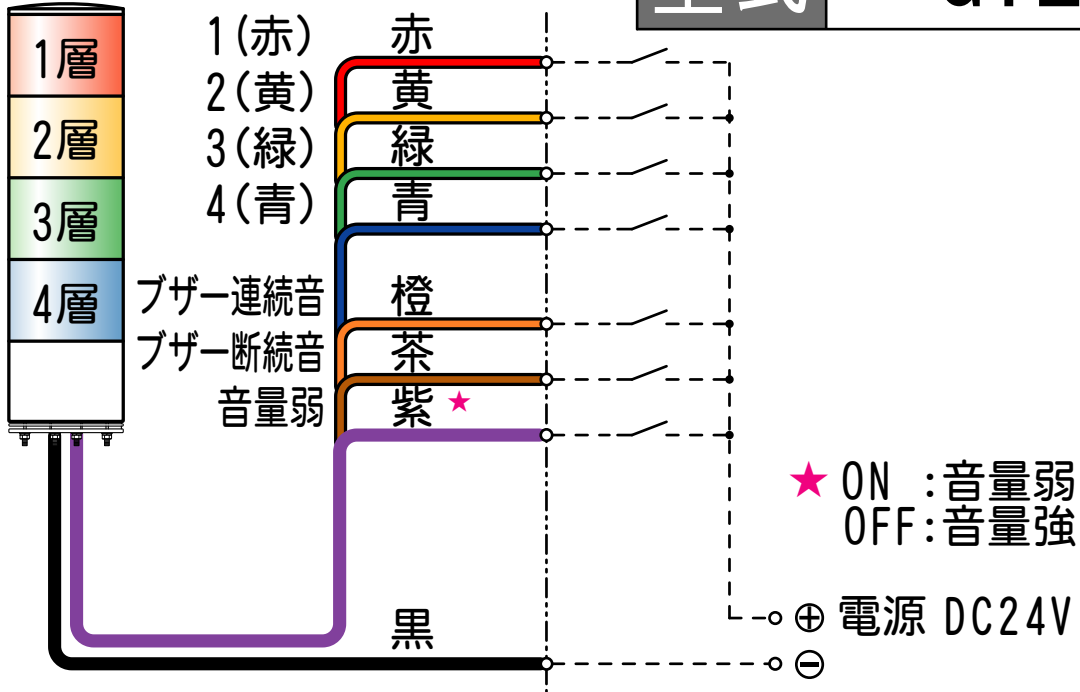 1層
2層
3層
4層
1(赤) 赤
2(黄) 黄
3(緑) 緑
4(青) 青
ブザー連続音 橙
ブザー断続音 茶
音量弱 紫 ★
黒
★ ON :音量弱
OFF:音量強
⊕ 電源 DC24V
⊖